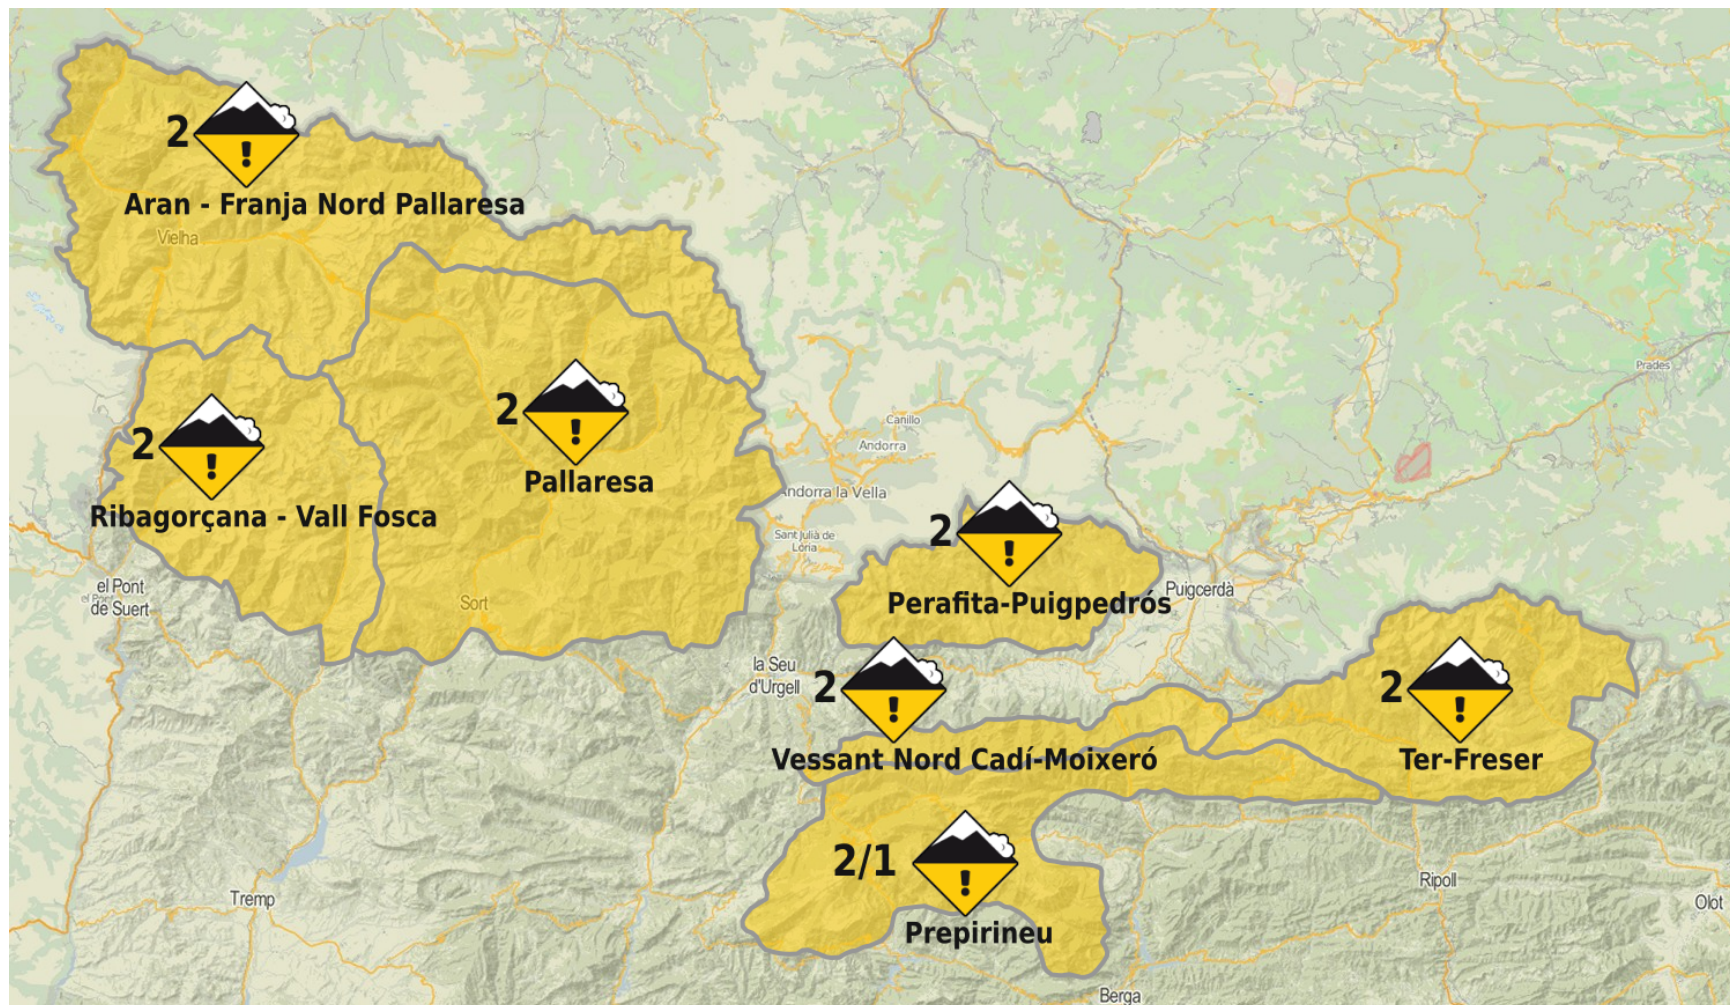 2
Aran - Franja Nord Pallaresa
Vielha
Prades
2
Pallaresa
2
Ribagorçana - Vall Fosca
Canillo
Andorra
Andorra la Vella
Sant Julià de
Lòria
2
Perafita-Puigpedrós
Puigcerdà
el Pont
de Suert
Sort
la Seu
d'Urgell
2
Vessant Nord Cadí-Moixeró
2
Ter-Freser
2/1
Prepirineu
Tremp
Ripoll
Olot
Berga